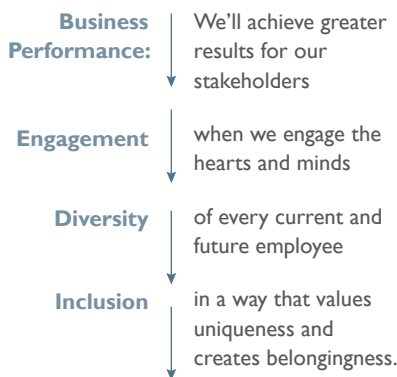 Business
Performance:
We’ll achieve greater
results for our
stakeholders
Engagement
when we engage the
hearts and minds
Diversity
of every current and
future employee
Inclusion
in a way that values
uniqueness and
creates belongingness.